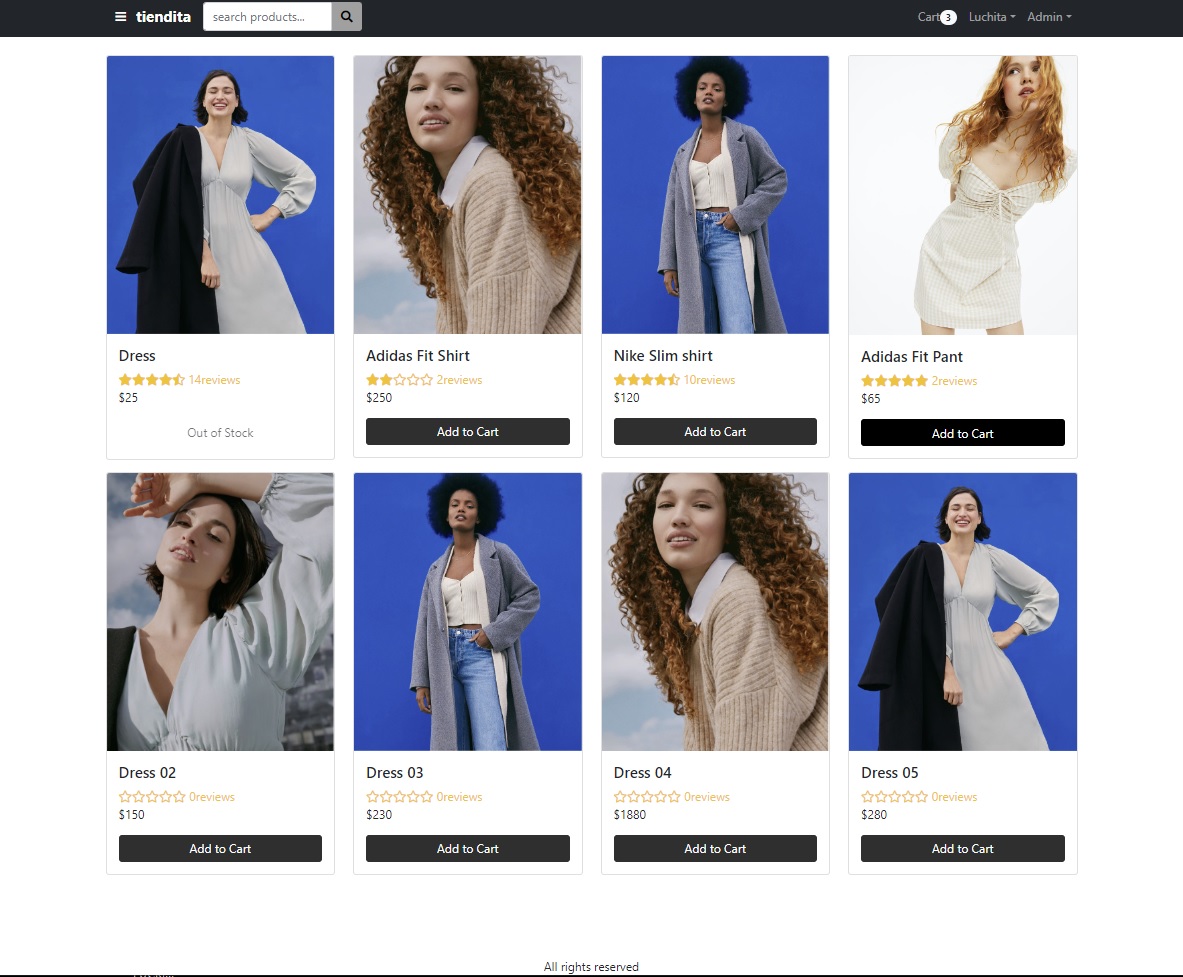 tiendita
search products...
Cart 3
Luchita
Admin
Dress
14reviews
$25
Out of Stock
Adidas Fit Shirt
2reviews
$250
Add to Cart
Nike Slim shirt
10reviews
$120
Add to Cart
Adidas Fit Pant
2reviews
$65
Add to Cart
Dress 02
0reviews
$150
Add to Cart
Dress 03
0reviews
$230
Add to Cart
Dress 04
0reviews
$1880
Add to Cart
Dress 05
0reviews
$280
Add to Cart
All rights reserved